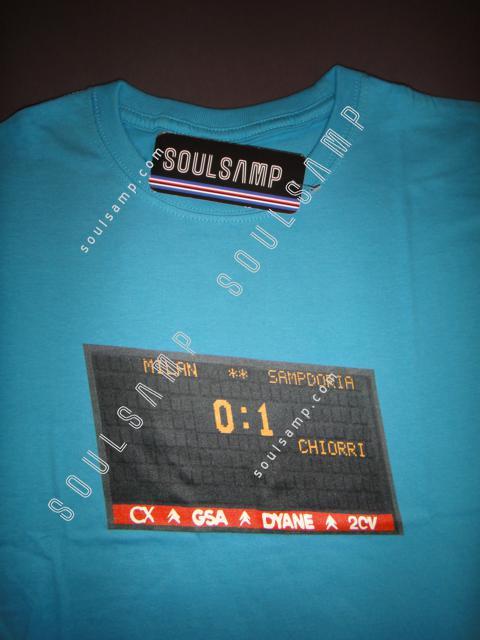 SOULSAMP
soulsamp.com
SOULSAMP
MILAN ** SAMPDORIA
0:1
CHIORRI
soulsamp.com
SOULSAMP
CX GSA DYANE 2CV